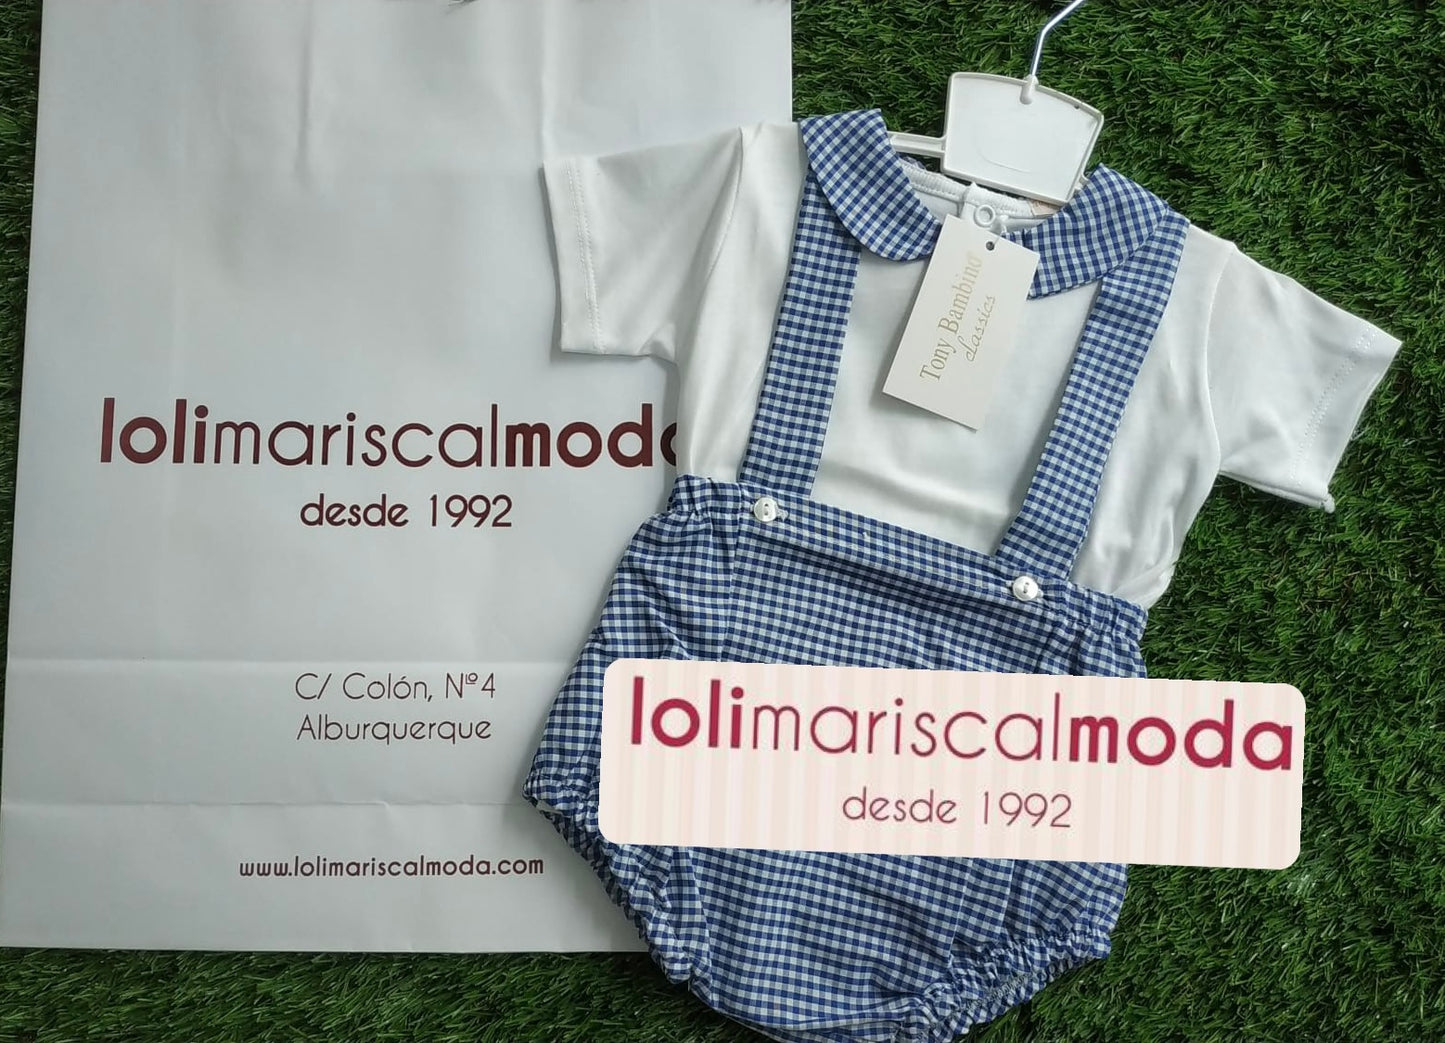 lolimariscalmoda
desde 1992
C/ Colón, Nº4
Alburquerque
www.lolimariscalmoda.com
Tony Bambino®
classics
lolimariscalmoda
desde 1992